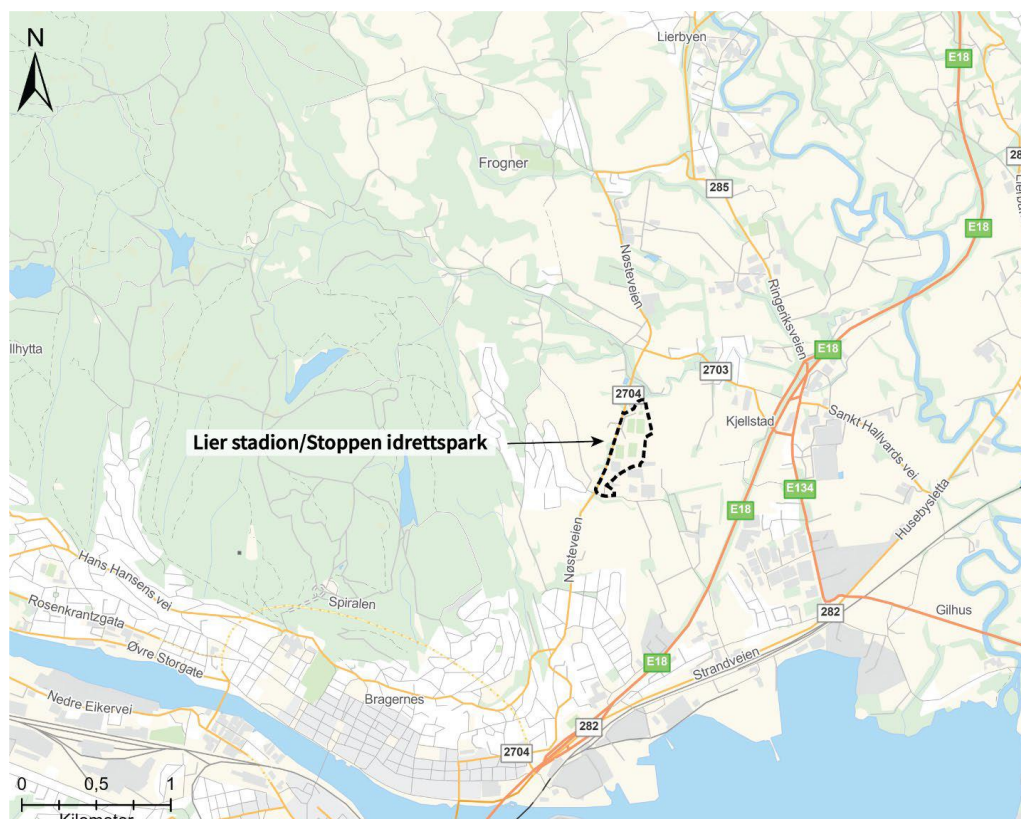 N
Lierbyen
E18
Frogner
285
E18
Nøsteveien
Ringeriksveien
E18
llhytta
2703
2704
Kjellstad
Sankt Hallvards vei
Lier stadion/Stoppen idrettspark
E134
E18
Husebysletta
Nøsteveien
Hans Hansens vei
Spiralen
Rosenkrantzgata
282
Gilhus
Øvre Storgate
E18
Strandveien
Nedre Eikervei
Bragernes
282
2704
0 0,5 1
Kilometer